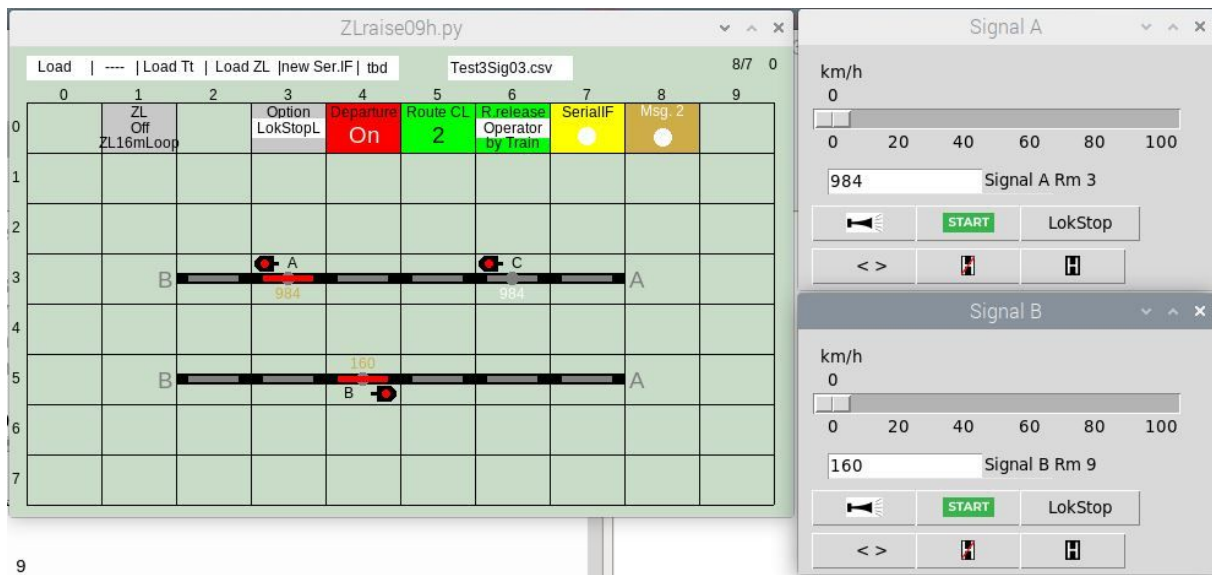 ZLraise09h.py
Load | ---- |Load Tt | Load ZL |new Ser.IF| tbd Test3Sig03.csv 8/7 0
0 1 2 3 4 5 6 7 8 9
0
ZL
Off
ZL16mLoop
Option
LokStopL
Departure
On
Route CL
2
R.release
Operator
by Train
SerialIF
Msg. 2
1
2
3
A
C
B
A
984
984
4
5
160
B
A
B
6
7
9
Signal A
km/h
0
0 20 40 60 80 100
984 Signal A Rm 3
START LokStop
< >
Signal B
km/h
0
0 20 40 60 80 100
160 Signal B Rm 9
START LokStop
< >